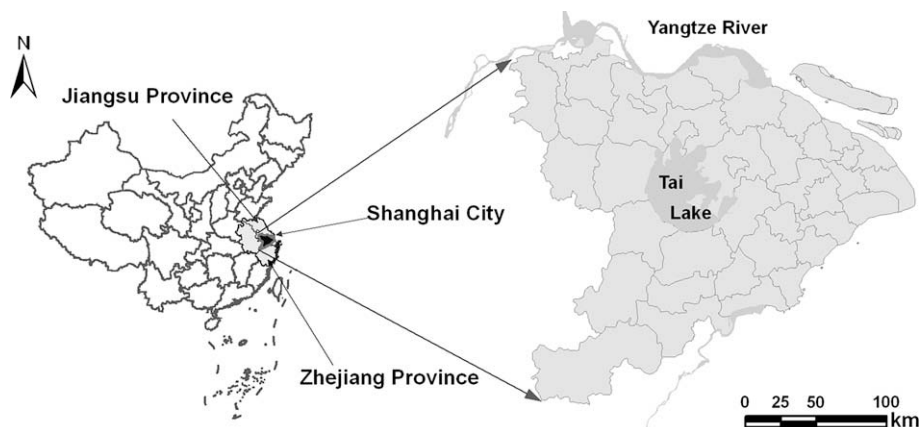 N
Jiangsu Province
Shanghai City
Zhejiang Province
Yangtze River
Tai
Lake
0 25 50 100
km